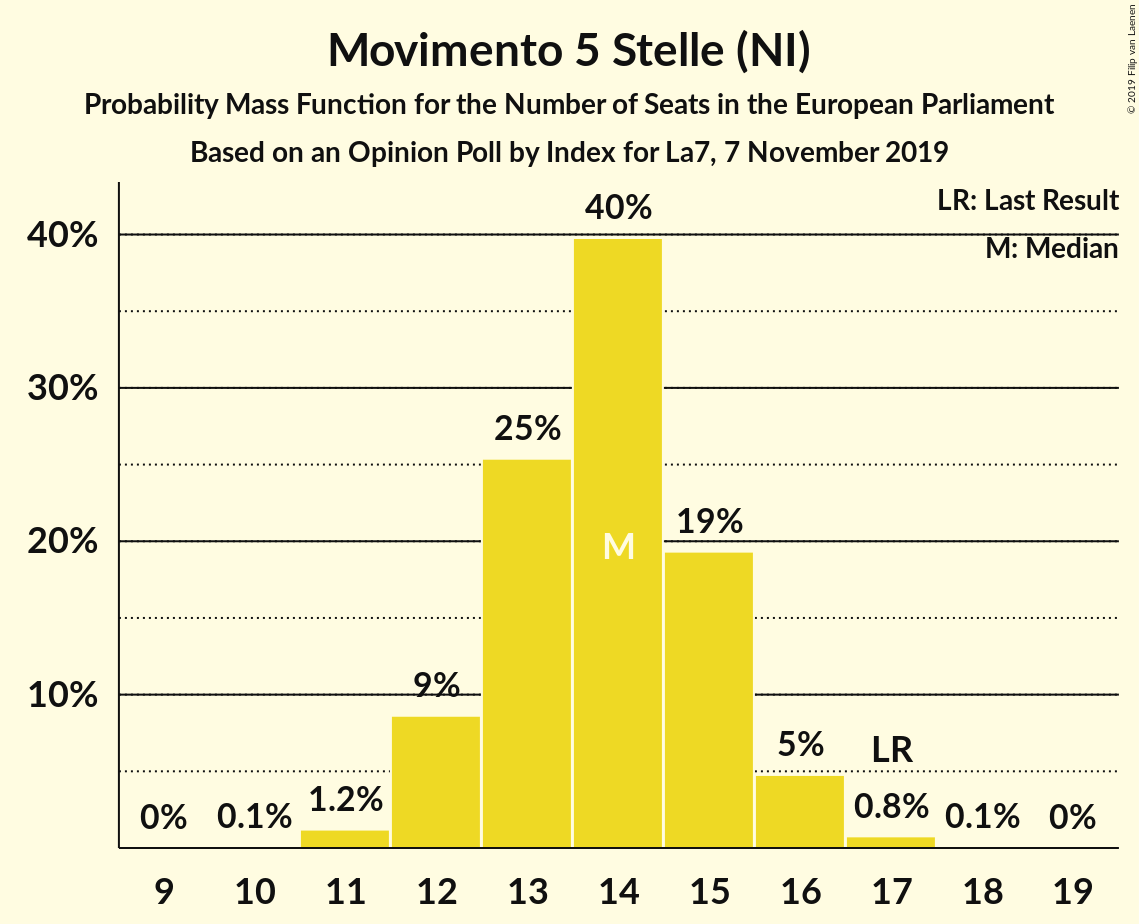 Movimento 5 Stelle (NI)
Probability Mass Function for the Number of Seats in the European Parliament
Based on an Opinion Poll by Index for La7, 7 November 2019
© 2019 Filip van Laenen
LR: Last Result
M: Median
40%
30%
20%
10%
0%
0.1%
1.2%
9%
25%
40%
M
19%
5%
LR
0.8%
0.1%
0%
9 10 11 12 13 14 15 16 17 18 19